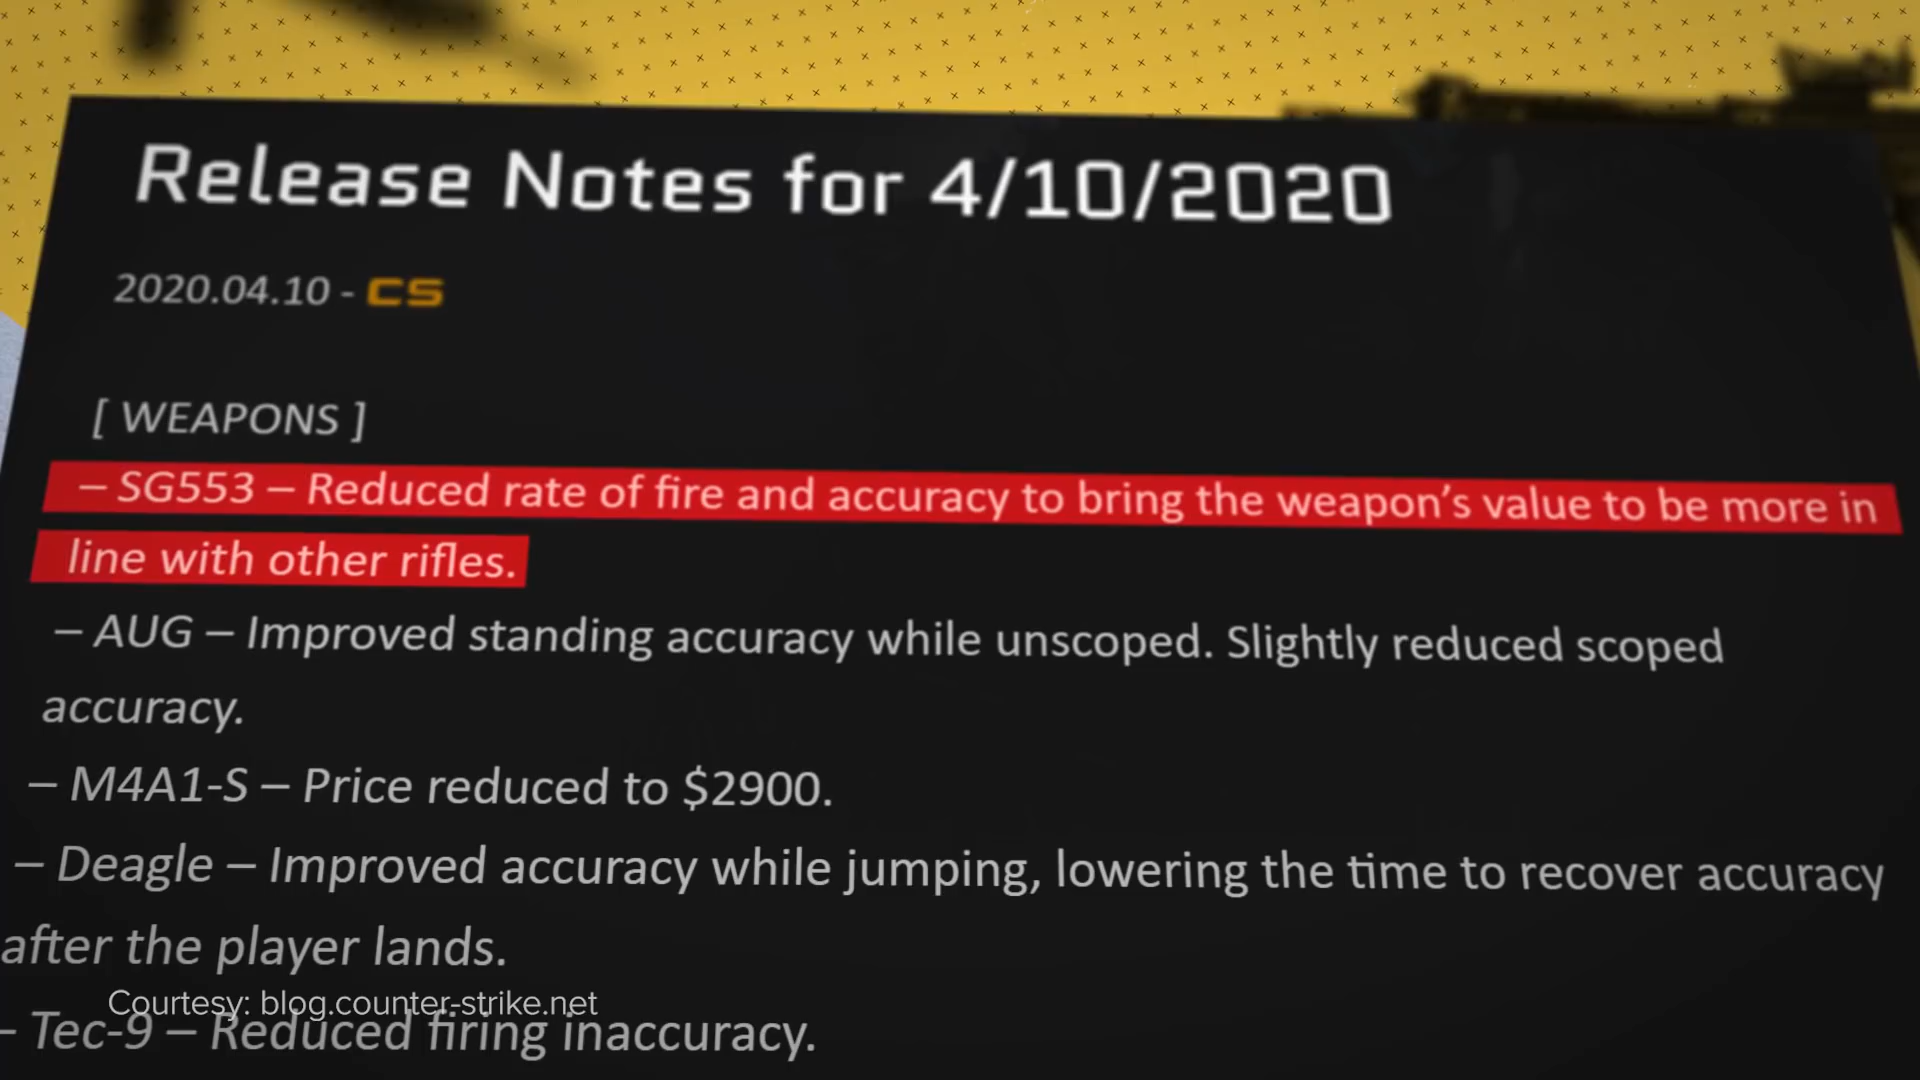 Release Notes for 4/10/2020
2020.04.10 - CS
[ WEAPONS ]
– SG553 – Reduced rate of fire and accuracy to bring the weapon’s value to be more in
line with other rifles.
– AUG – Improved standing accuracy while unscoped. Slightly reduced scoped
accuracy.
– M4A1-S – Price reduced to $2900.
– Deagle – Improved accuracy while jumping, lowering the time to recover accuracy
after the player lands.
Courtesy: blog.counter-strike.net
– Tec-9 – Reduced firing inaccuracy.